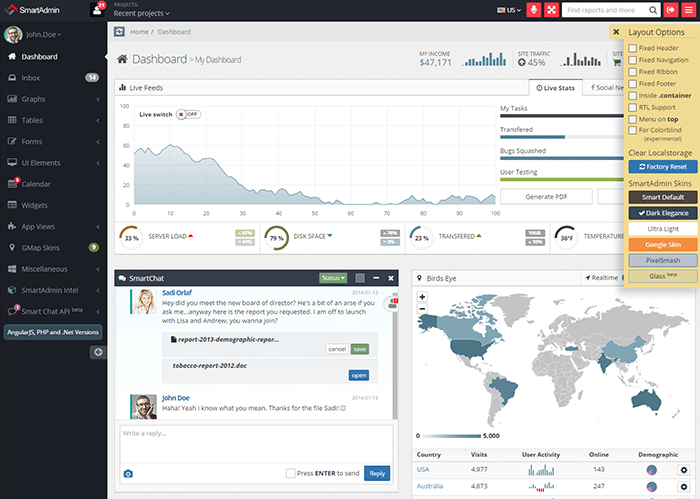 SmartAdmin
21
PROJECTS:
Recent projects
US
Find reports and more
John.Doe
Dashboard
Inbox
14
Graphs
Tables
Forms
UI Elements
3
Calendar
Widgets
App Views
GMap Skins
9
Miscellaneous
SmartAdmin Intel
Smart Chat API beta
AngularJS, PHP and .Net Versions
Home / Dashboard
Dashboard > My Dashboard
MY INCOME
$47,171
SITE TRAFFIC
45%
SITE
Live Feeds
Live Stats
Social Ne
Live switch
OFF
100
80
60
40
20
0
0 10 20 30 40 50 60 70 80 90 100
My Tasks
Transfered
Bugs Squashed
User Testing
Generate PDF
33 %
SERVER LOAD
97%
44%
79 %
DISK SPACE
76%
3%
23 %
TRANSFERED
10GB
10%
36°F
TEMPERATURE
SmartChat
Status
Sadi Orlaf
2014-01-13
Hey did you meet the new board of director? He's a bit of an arse if you
ask me...anyway here is the report you requested. I am off to launch
with Lisa and Andrew, you wanna join?
report-2013-demographic-repor...
cancel
save
tobacco-report-2012.doc
open
John Doe
2014-01-13
Haha! Yeah I know what you mean. Thanks for the file Sadi!
Write a reply...
Press ENTER to send
Reply
Birds Eye
Realtime
+
−
0
5,000
Country Visits User Activity Online Demographic
USA 4,977 143
Australia 4,873 247
Layout Options
Fixed Header
Fixed Navigation
Fixed Ribbon
Fixed Footer
Inside .container
RTL Support
Menu on top
For Colorblind
(experimental)
Clear Localstorage
Factory Reset
SmartAdmin Skins
Smart Default
Dark Elegance
Ultra Light
Google Skin
PixelSmash
Glass beta